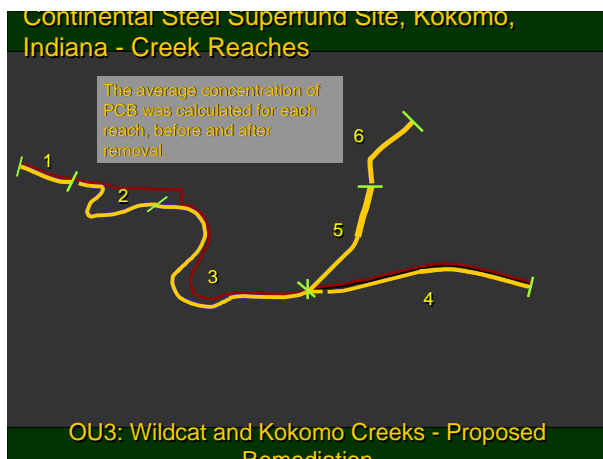 Continental Steel Superfund Site, Kokomo,
Indiana - Creek Reaches
The average concentration of
PCB was calculated for each
reach, before and after
removal.
6
1
2
5
3
4
OU3: Wildcat and Kokomo Creeks - Proposed
Remediation